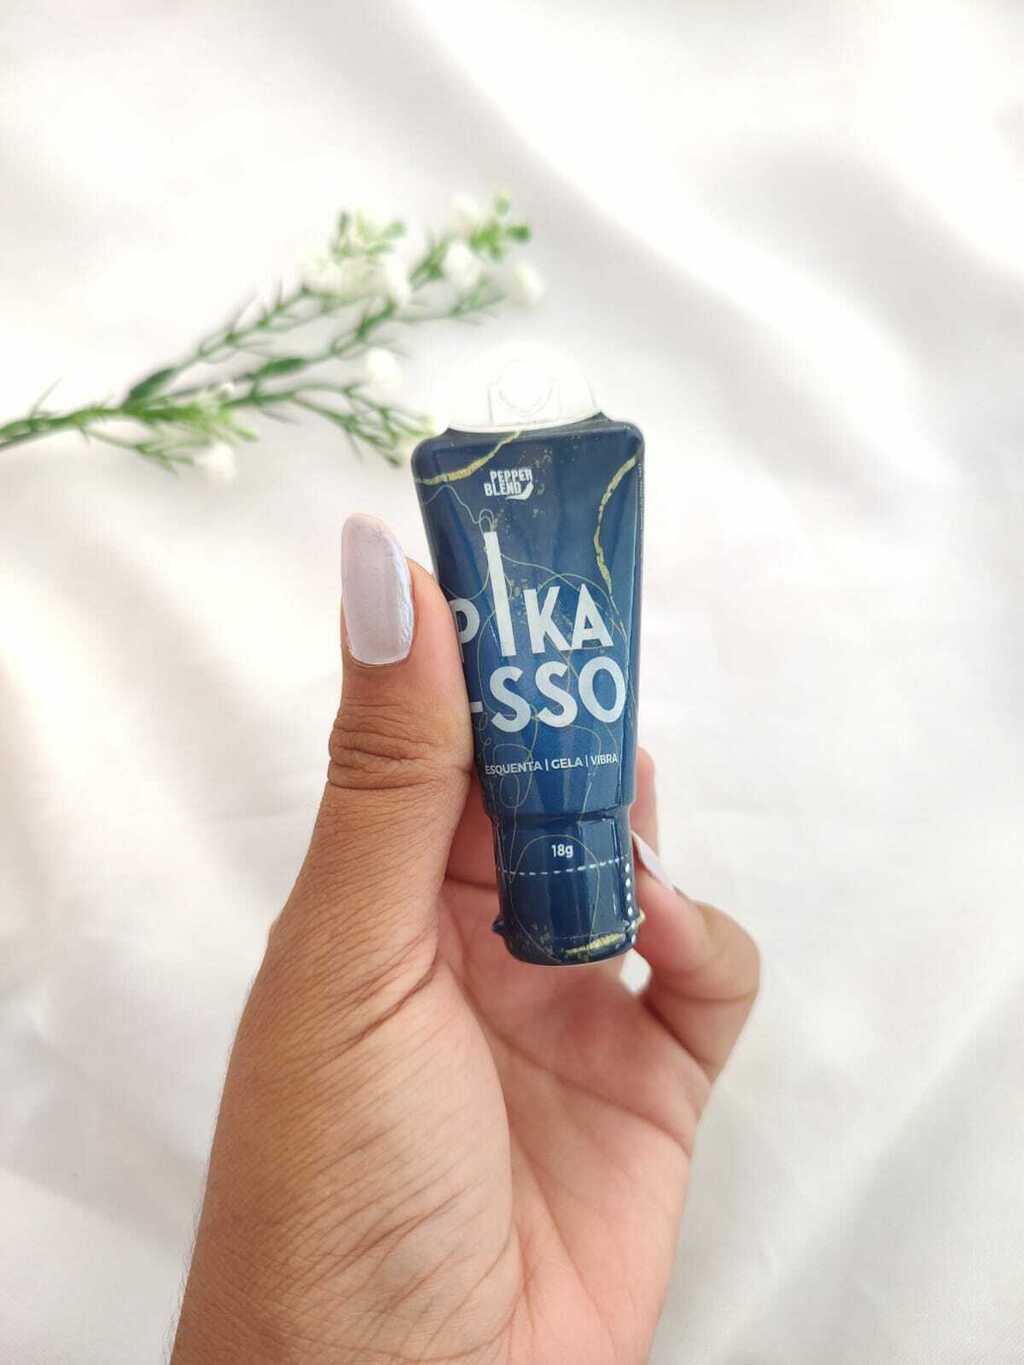 PEPPER
BLEND
PIKA
-SSO
ESQUENTA | GELA | VIBRA
18g